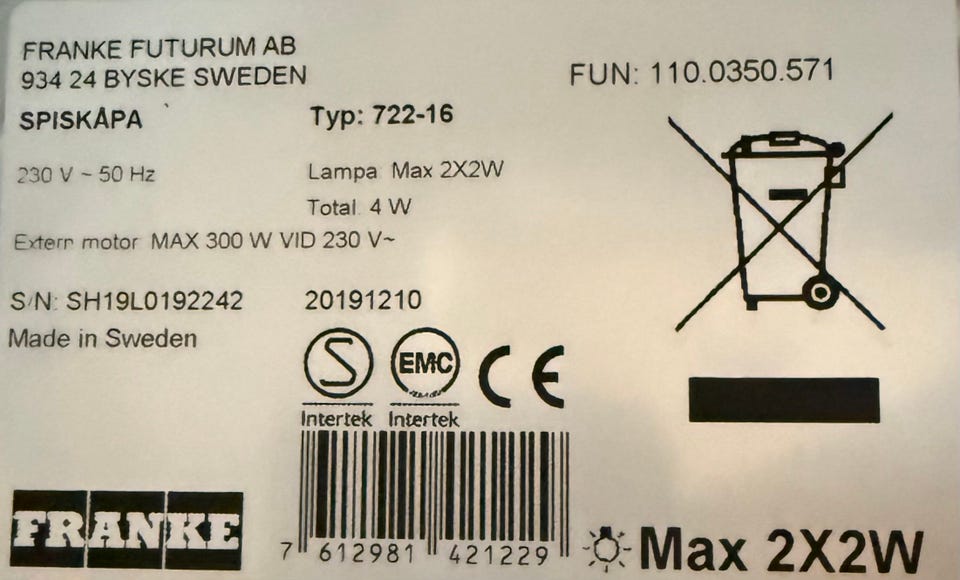 FRANKE FUTURUM AB
934 24 BYSKE SWEDEN
FUN: 110.0350.571
SPISKÅPA
Typ: 722-16
230 V ~ 50 Hz
Lampa Max 2X2W
Total 4 W
Extern motor MAX 300 W VID 230 V~
S/N: SH19L0192242
20191210
Made in Sweden
S
EMC
CE
Intertek
Intertek
FRANKE
7 612981 421229
Max 2X2W